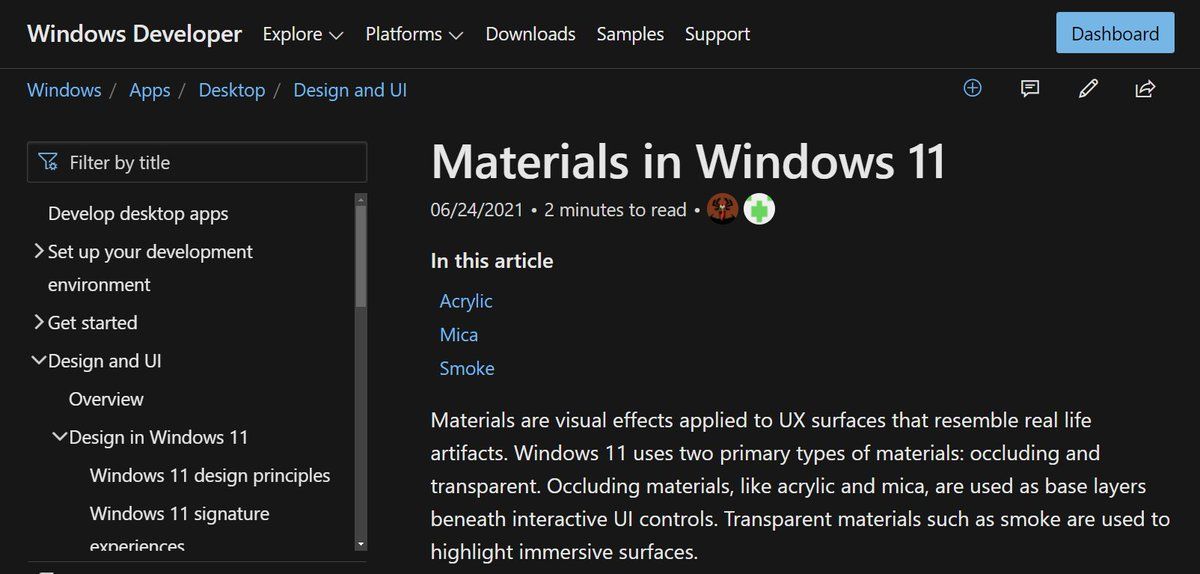 Windows Developer Explore Platforms Downloads Samples Support Dashboard
Windows / Apps / Desktop / Design and UI
Filter by title
Develop desktop apps
Set up your development
environment
Get started
Design and UI
Overview
Design in Windows 11
Windows 11 design principles
Windows 11 signature
experiences
Materials in Windows 11
06/24/2021 • 2 minutes to read •
In this article
Acrylic
Mica
Smoke
Materials are visual effects applied to UX surfaces that resemble real life
artifacts. Windows 11 uses two primary types of materials: occluding and
transparent. Occluding materials, like acrylic and mica, are used as base layers
beneath interactive UI controls. Transparent materials such as smoke are used to
highlight immersive surfaces.